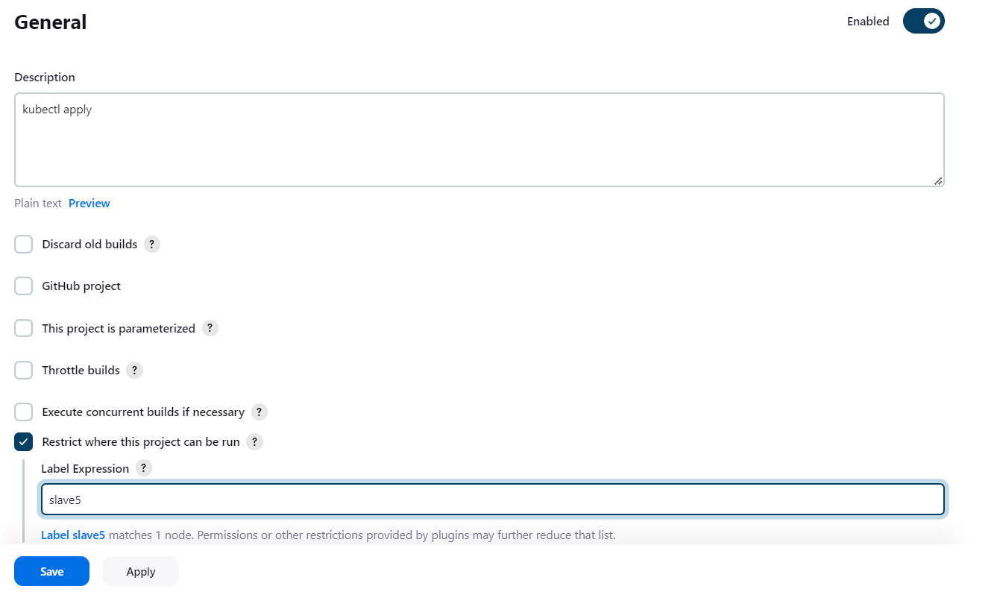 General
Enabled
Description
kubectl apply
Plain text Preview
Discard old builds ?
GitHub project
This project is parameterized ?
Throttle builds ?
Execute concurrent builds if necessary ?
Restrict where this project can be run ?
Label Expression ?
slave5
Label slave5 matches 1 node. Permissions or other restrictions provided by plugins may further reduce that list.
Save Apply